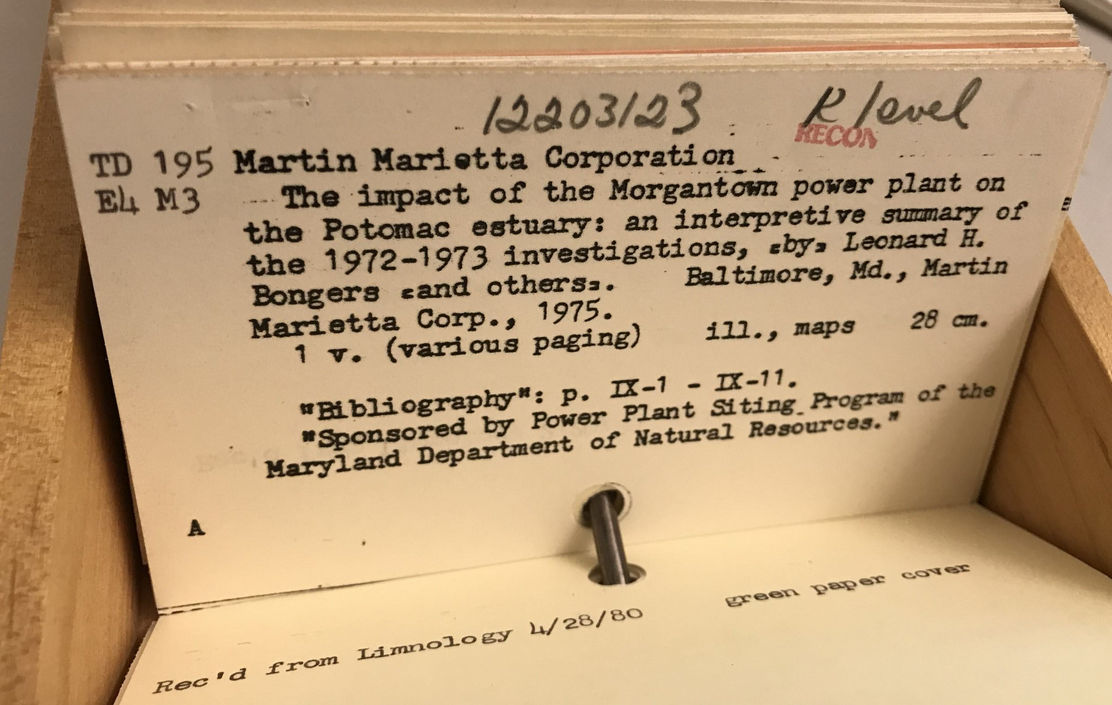 12203123 R level
RECON
TD 195 Martin Marietta Corporation
E4 M3 The impact of the Morgantown power plant on
the Potomac estuary: an interpretive summary of
the 1972-1973 investigations, [by] Leonard H.
Bongers [and others]. Baltimore, Md., Martin
Marietta Corp., 1975.
1 v. (various paging) ill., maps 28 cm.
"Bibliography": p. IX-1 - IX-11.
"Sponsored by Power Plant Siting Program of the
Maryland Department of Natural Resources."
A
Rec'd from Limnology 4/28/80 green paper cover